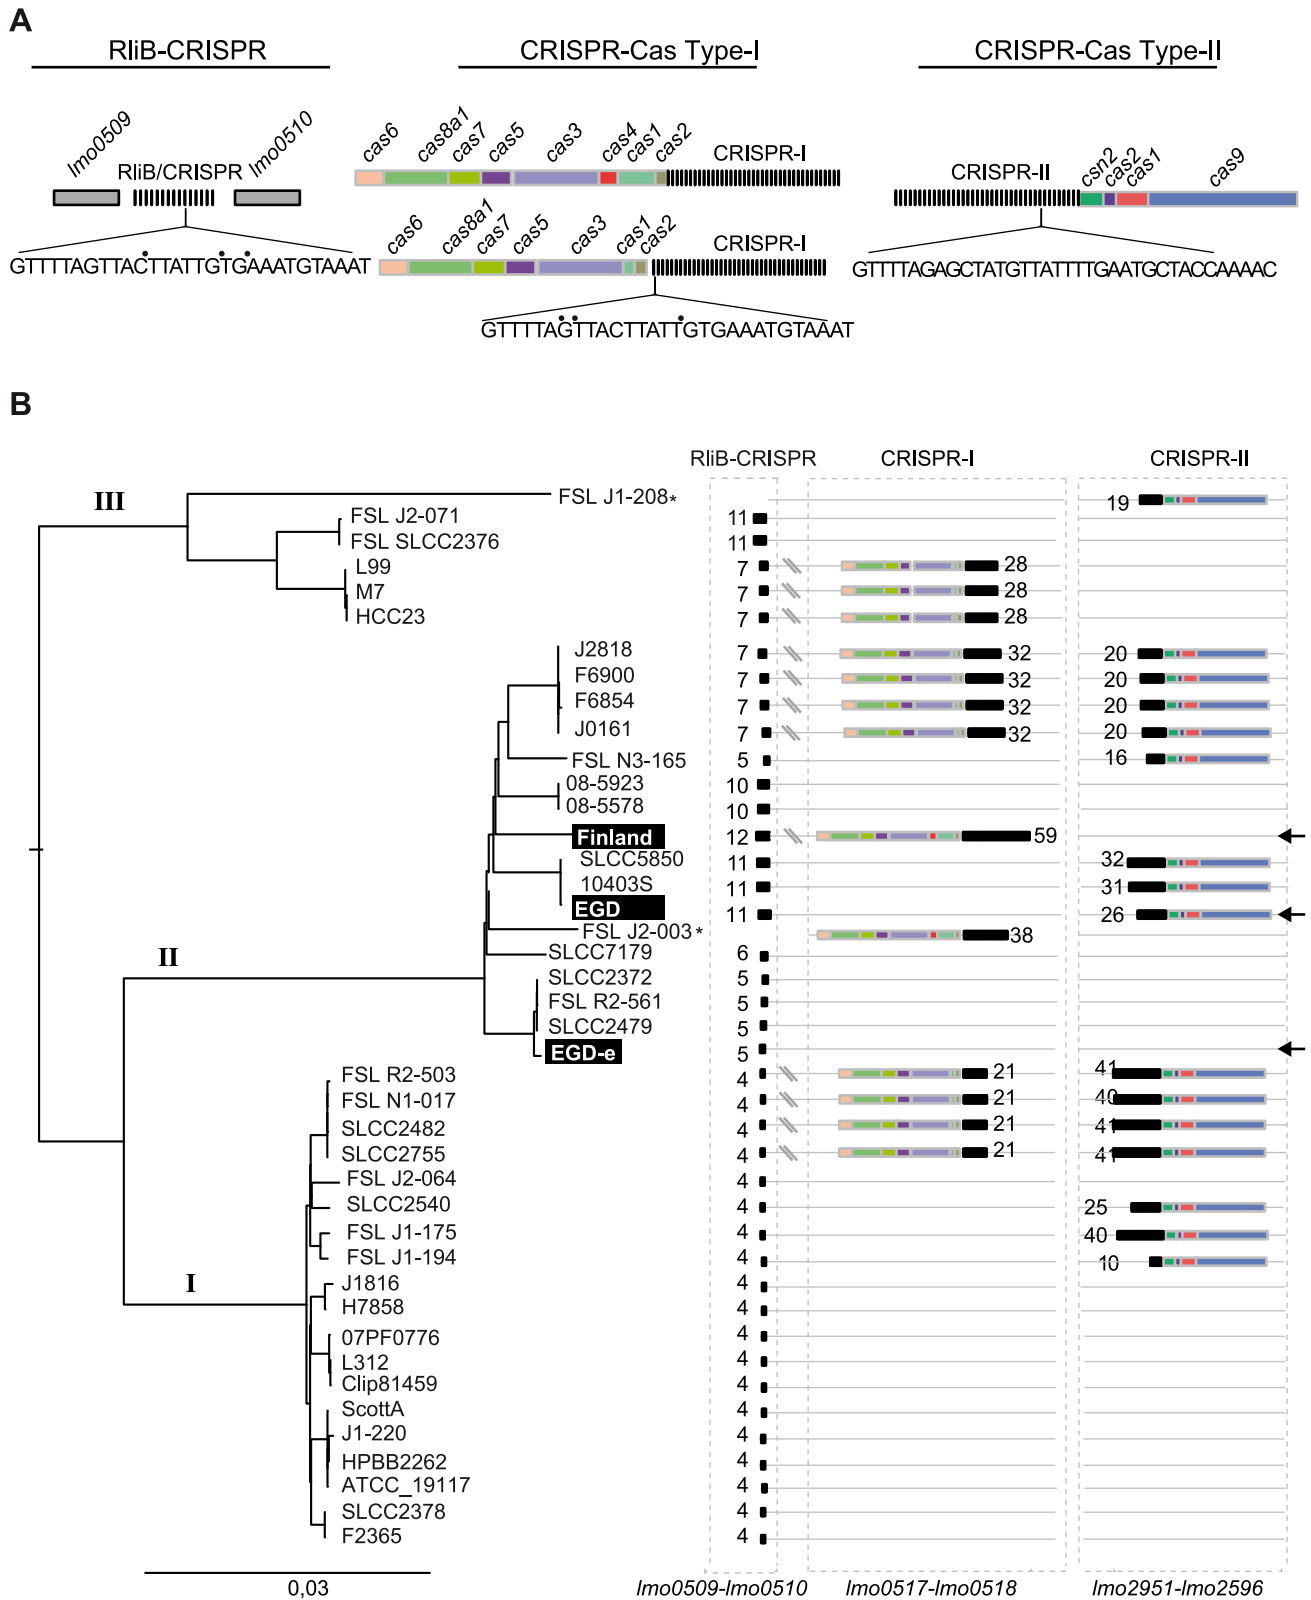 A
RliB-CRISPR
CRISPR-Cas Type-I
CRISPR-Cas Type-II
lmo0509
RliB/CRISPR
lmo0510
GTTTTAGTTACTTATTGTGAAATGTAAAT
cas6
cas8a1
cas7
cas5
cas3
cas4
cas1
cas2
CRISPR-I
cas6
cas8a1
cas7
cas5
cas3
cas1
cas2
CRISPR-I
GTTTTAGTTACTTATTGTGAAATGTAAAT
CRISPR-II
csn2
cas2
cas1
cas9
GTTTTAGAGCTATGTTATTTTGAATGCTACCAAAAC
B
RliB-CRISPR CRISPR-I CRISPR-II
III
FSL J1-208* 19
FSL J2-071 11
FSL SLCC2376 11
L99 7 28
M7 7 28
HCC23 7 28
J2818 7 32 20
F6900 7 32 20
F6854 7 32 20
J0161 7 32 20
FSL N3-165 5 16
08-5923 10
08-5578 10
Finland 12 59
SLCC5850 11 32
10403S 11 31
EGD 11 26
FSL J2-003* 38
II
SLCC7179 6
SLCC2372 5
FSL R2-561 5
SLCC2479 5
EGD-e 5
FSL R2-503 4 21 41
FSL N1-017 4 21 40
SLCC2482 4 21 41
SLCC2755 4 21 41
FSL J2-064 4
SLCC2540 4 25
FSL J1-175 4 40
FSL J1-194 4 10
I
J1816 4
H7858 4
07PF0776 4
L312 4
Clip81459 4
ScottA 4
J1-220 4
HPBB2262 4
ATCC_19117 4
SLCC2378 4
F2365 4
0,03
lmo0509-lmo0510 lmo0517-lmo0518 lmo2951-lmo2596